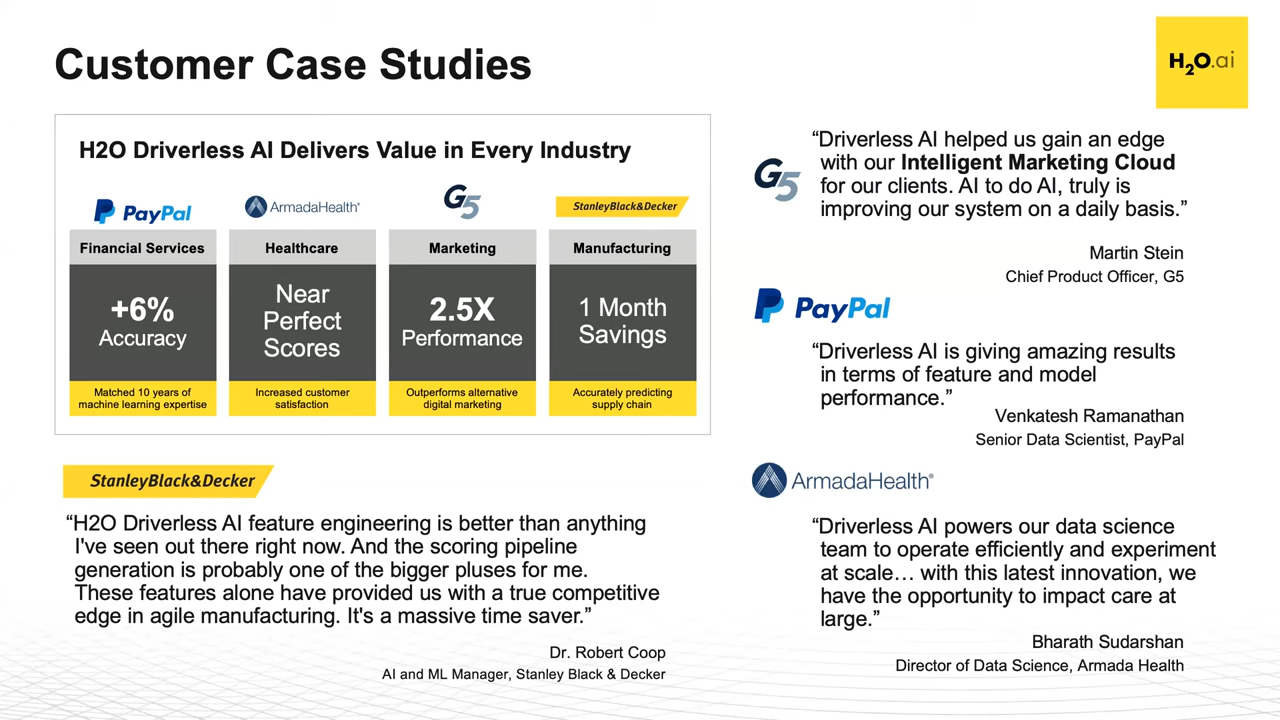 Customer Case Studies
H2O.ai
H2O Driverless AI Delivers Value in Every Industry
PayPal
ArmadaHealth®
G5
StanleyBlack&Decker
Financial Services
Healthcare
Marketing
Manufacturing
+6%
Accuracy
Near
Perfect
Scores
2.5X
Performance
1 Month
Savings
Matched 10 years of
machine learning expertise
Increased customer
satisfaction
Outperforms alternative
digital marketing
Accurately predicting
supply chain
StanleyBlack&Decker
“H2O Driverless AI feature engineering is better than anything
I've seen out there right now. And the scoring pipeline
generation is probably one of the bigger pluses for me.
These features alone have provided us with a true competitive
edge in agile manufacturing. It's a massive time saver.”
Dr. Robert Coop
AI and ML Manager, Stanley Black & Decker
G5
“Driverless AI helped us gain an edge
with our Intelligent Marketing Cloud
for our clients. AI to do AI, truly is
improving our system on a daily basis.”
Martin Stein
Chief Product Officer, G5
PayPal
“Driverless AI is giving amazing results
in terms of feature and model
performance.”
Venkatesh Ramanathan
Senior Data Scientist, PayPal
ArmadaHealth®
“Driverless AI powers our data science
team to operate efficiently and experiment
at scale… with this latest innovation, we
have the opportunity to impact care at
large.”
Bharath Sudarshan
Director of Data Science, Armada Health